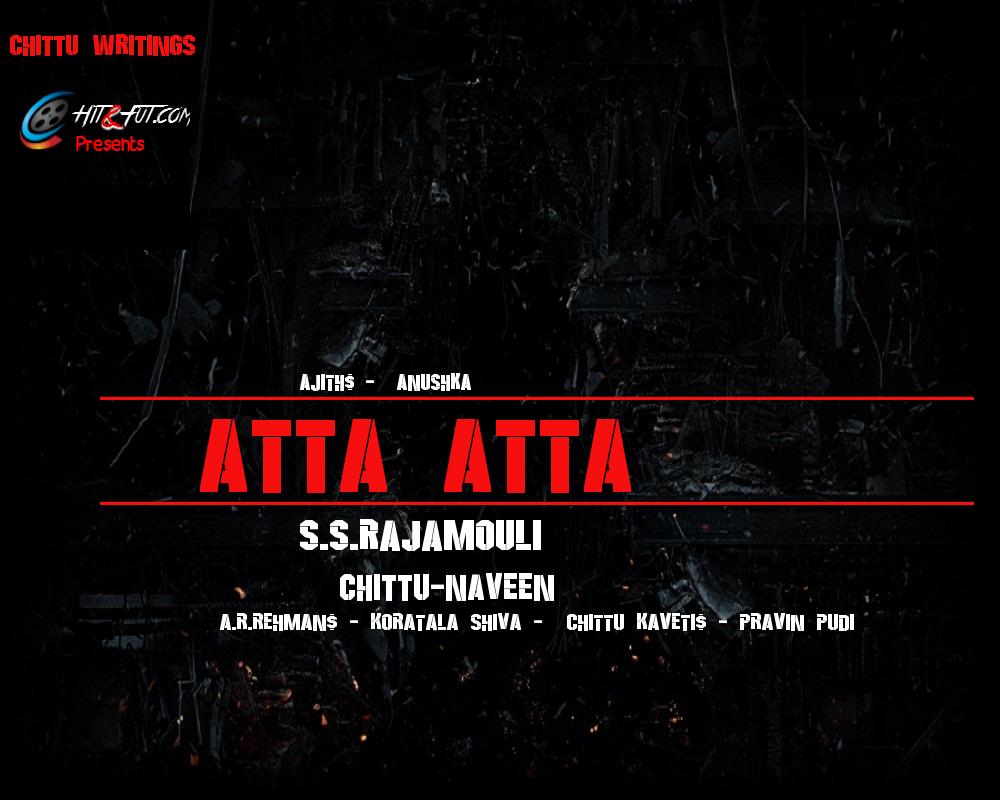 CHITTU WRITINGS
HIT&FUT.COM
Presents
AJITH$ - ANUSHKA
ATTA ATTA
S.S.RAJAMOULI
CHITTU-NAVEEN
A.R.REHMAN$ - KORATALA SHIVA - CHITTU KAVETI$ - PRAVIN PUDI